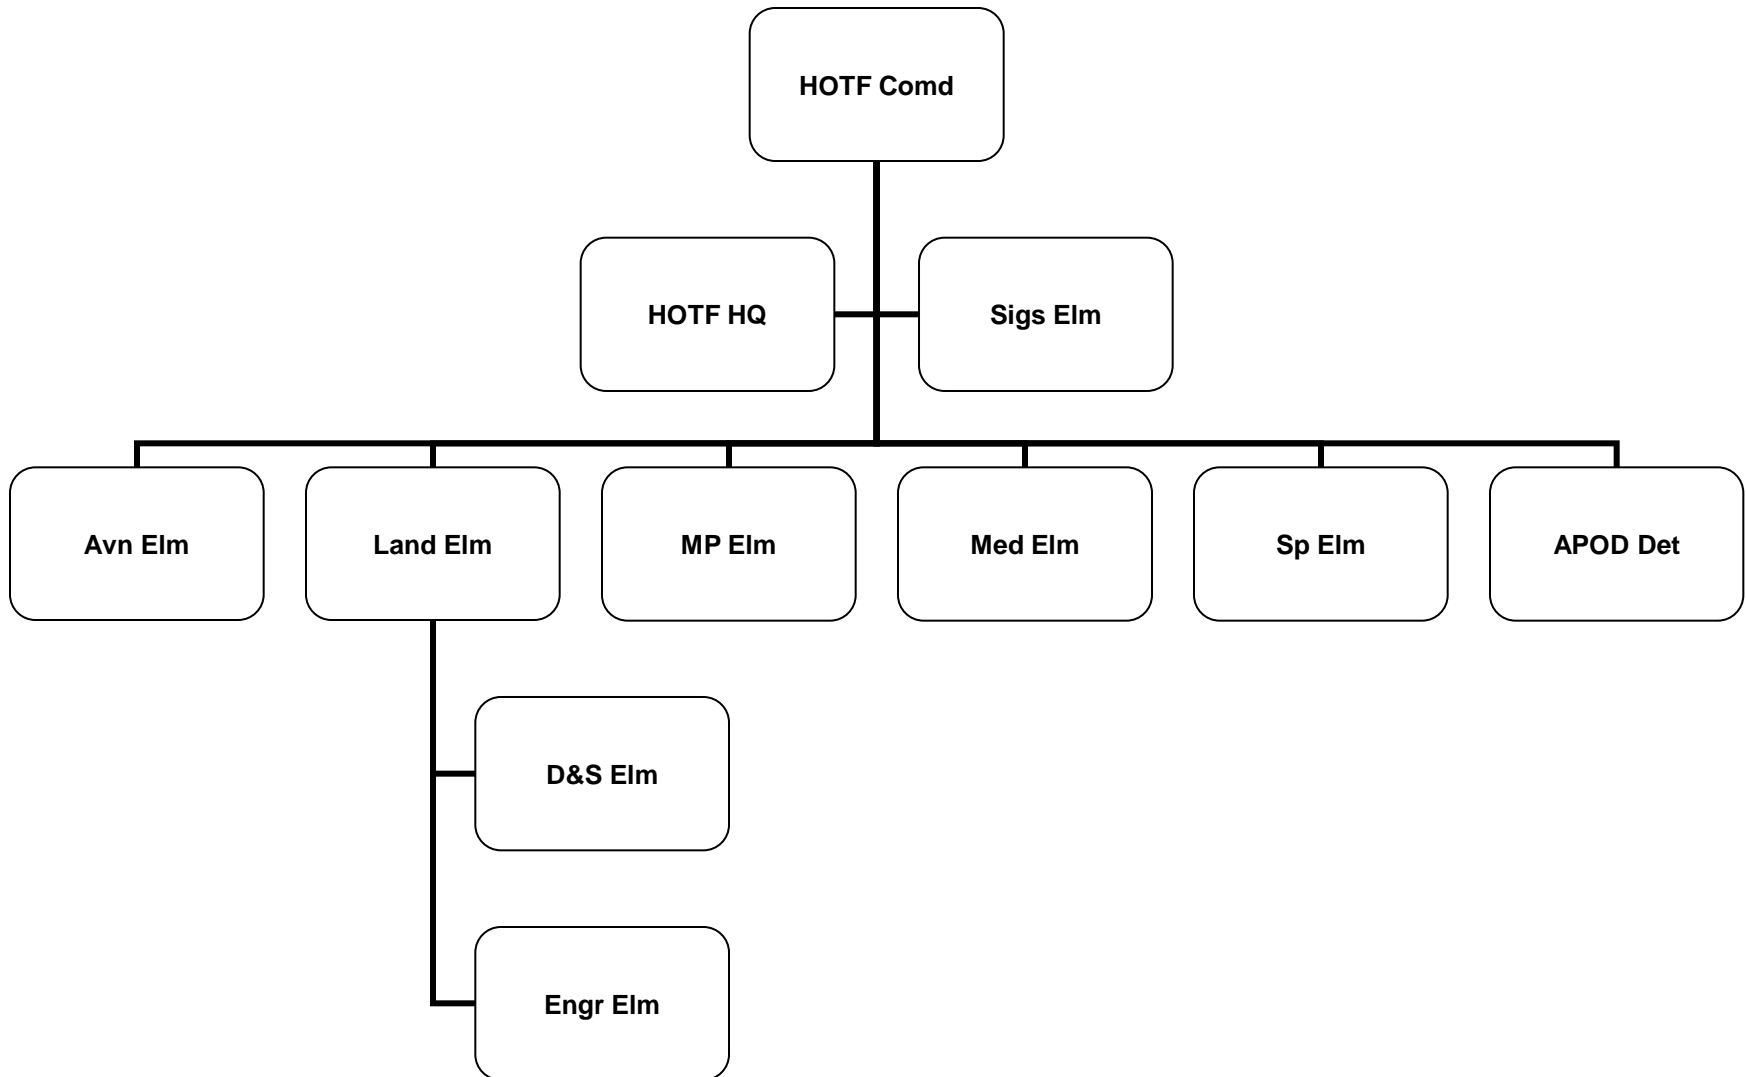 HOTF Comd
HOTF HQ
Sigs Elm
Avn Elm
Land Elm
MP Elm
Med Elm
Sp Elm
APOD Det
D&S Elm
Engr Elm